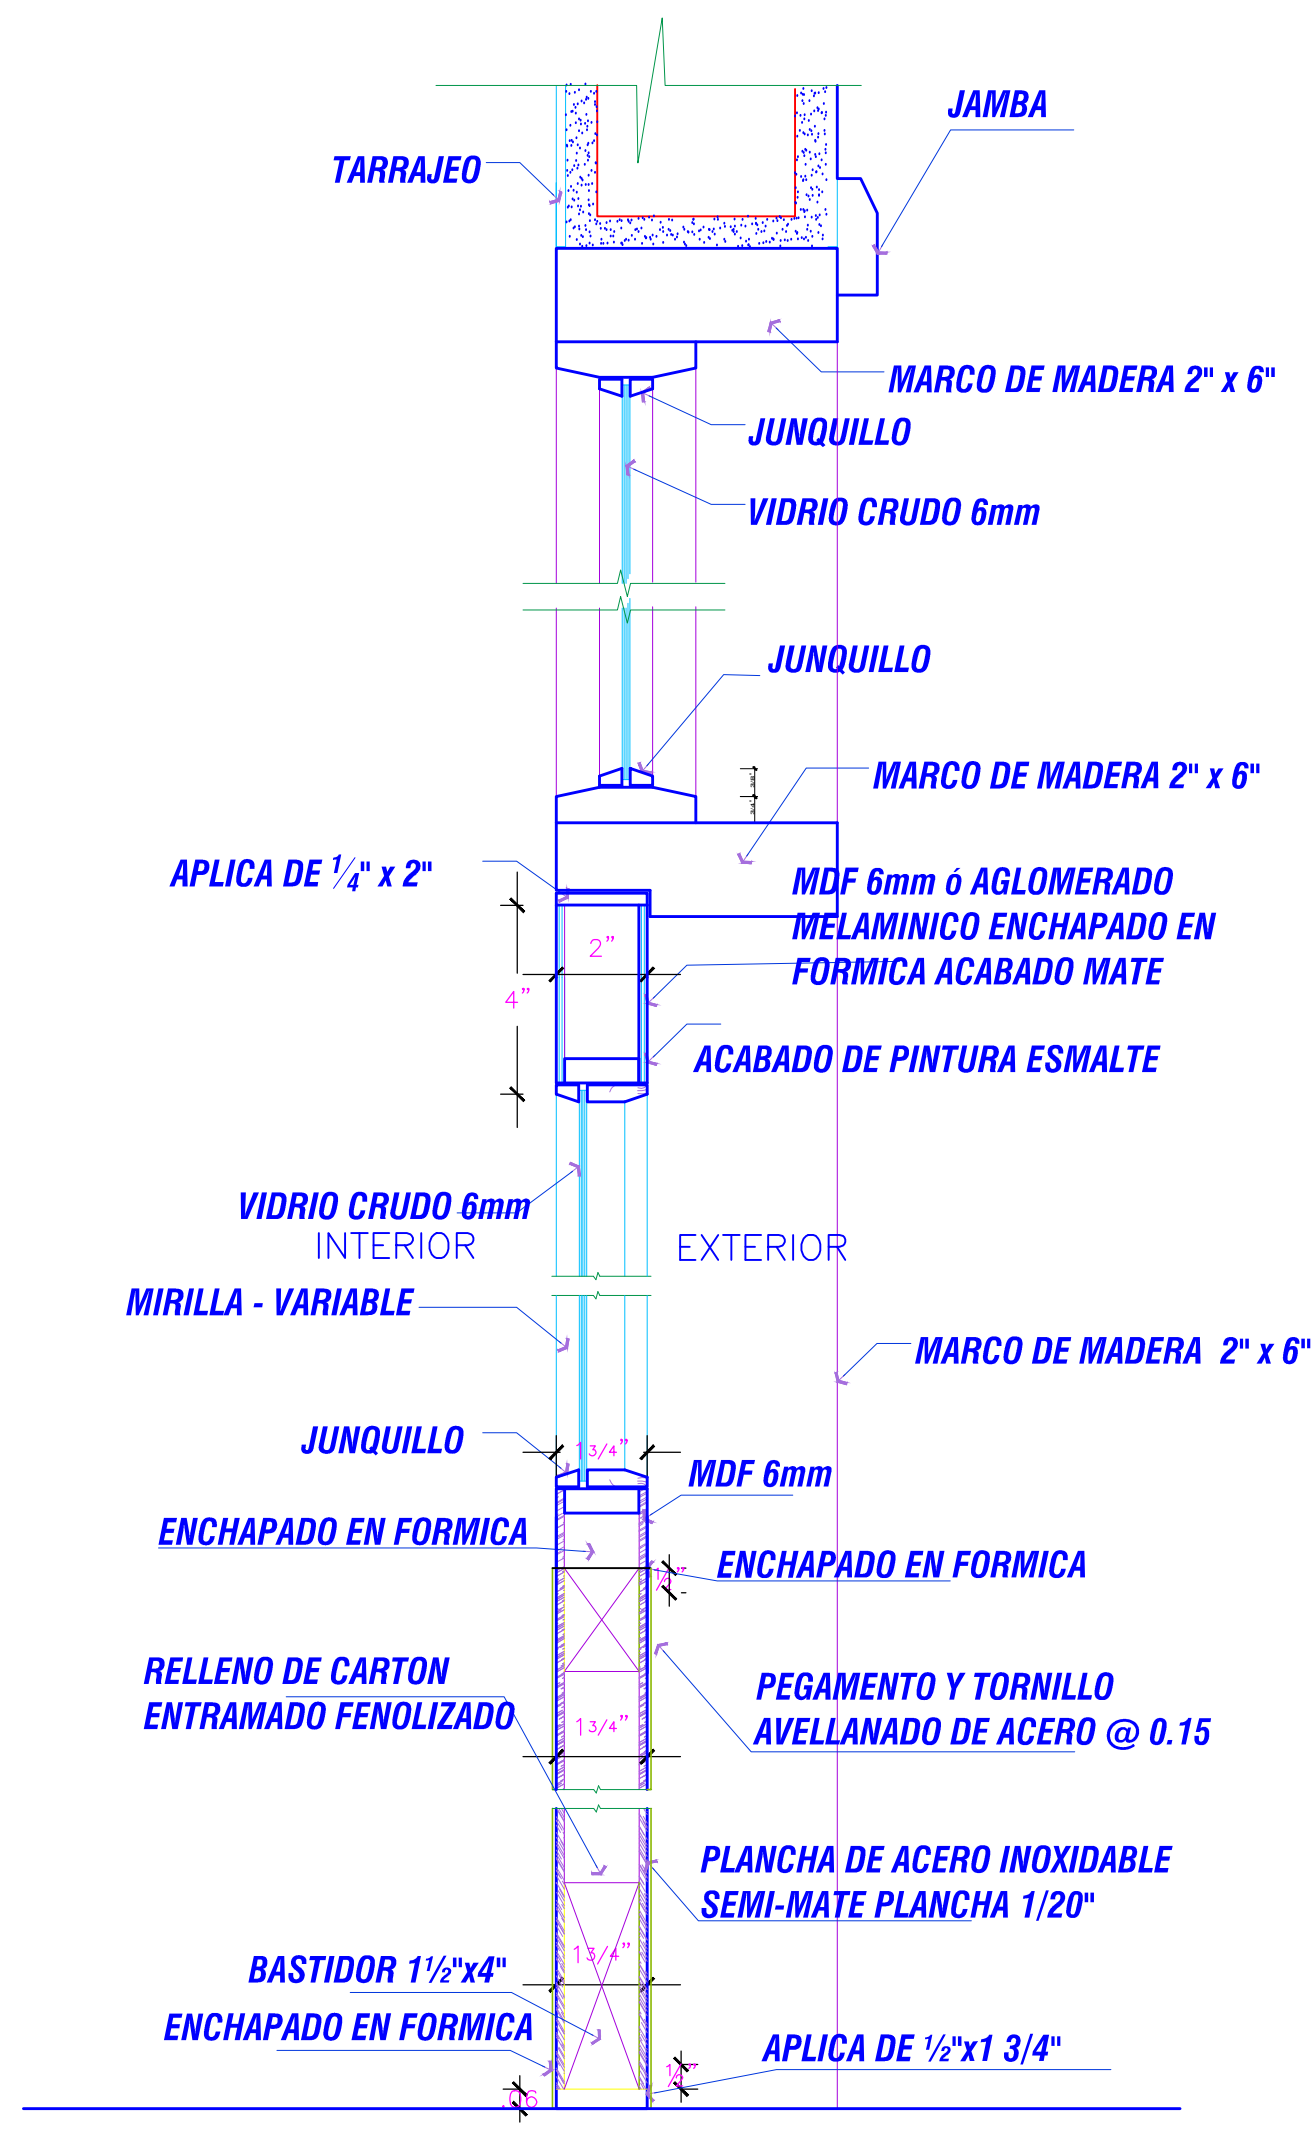 JAMBA
TARRAJEO
MARCO DE MADERA 2" x 6"
JUNQUILLO
VIDRIO CRUDO 6mm
JUNQUILLO
MARCO DE MADERA 2" x 6"
3/8"
3/4"
APLICA DE 1/4" x 2"
MDF 6mm ó AGLOMERADO
MELAMINICO ENCHAPADO EN
FORMICA ACABADO MATE
2"
4"
ACABADO DE PINTURA ESMALTE
VIDRIO CRUDO 6mm
INTERIOR
EXTERIOR
MIRILLA - VARIABLE
MARCO DE MADERA 2" x 6"
JUNQUILLO
1 3/4"
MDF 6mm
ENCHAPADO EN FORMICA
ENCHAPADO EN FORMICA
1/2"
RELLENO DE CARTON
ENTRAMADO FENOLIZADO
PEGAMENTO Y TORNILLO
AVELLANADO DE ACERO @ 0.15
1 3/4"
PLANCHA DE ACERO INOXIDABLE
SEMI-MATE PLANCHA 1/20"
1 3/4"
BASTIDOR 1½"x4"
ENCHAPADO EN FORMICA
APLICA DE ½"x1 3/4"
1/2"
.06